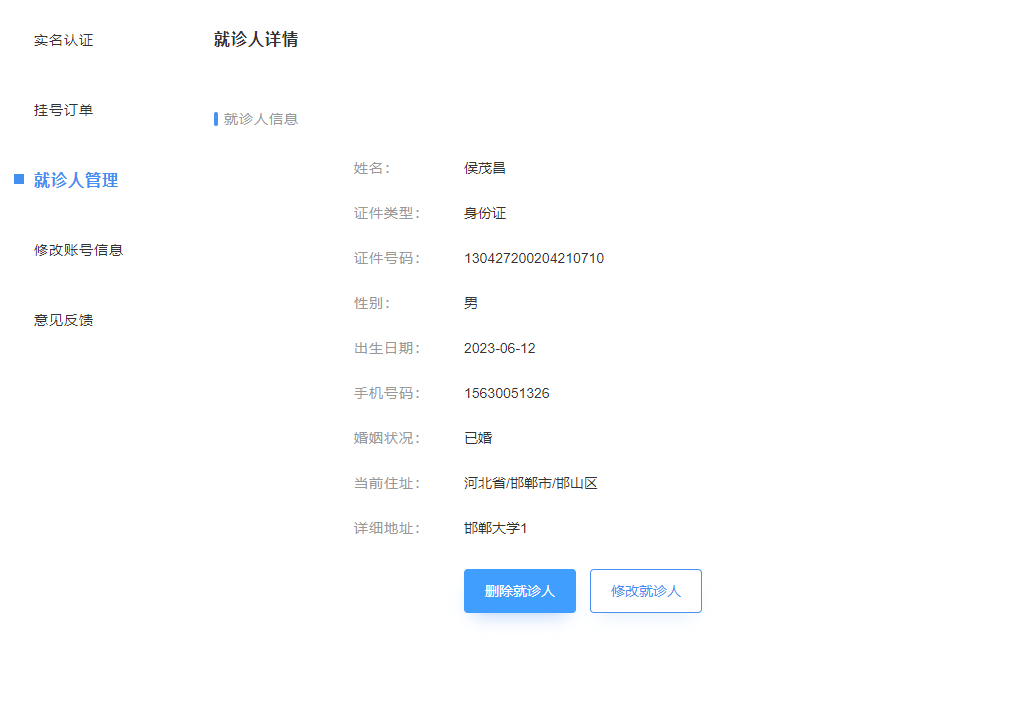 实名认证
挂号订单
就诊人管理
修改账号信息
意见反馈
就诊人详情
就诊人信息
姓名： 侯茂昌
证件类型： 身份证
证件号码： 130427200204210710
性别： 男
出生日期： 2023-06-12
手机号码： 15630051326
婚姻状况： 已婚
当前住址： 河北省/邯郸市/邯山区
详细地址： 邯郸大学1
删除就诊人 修改就诊人